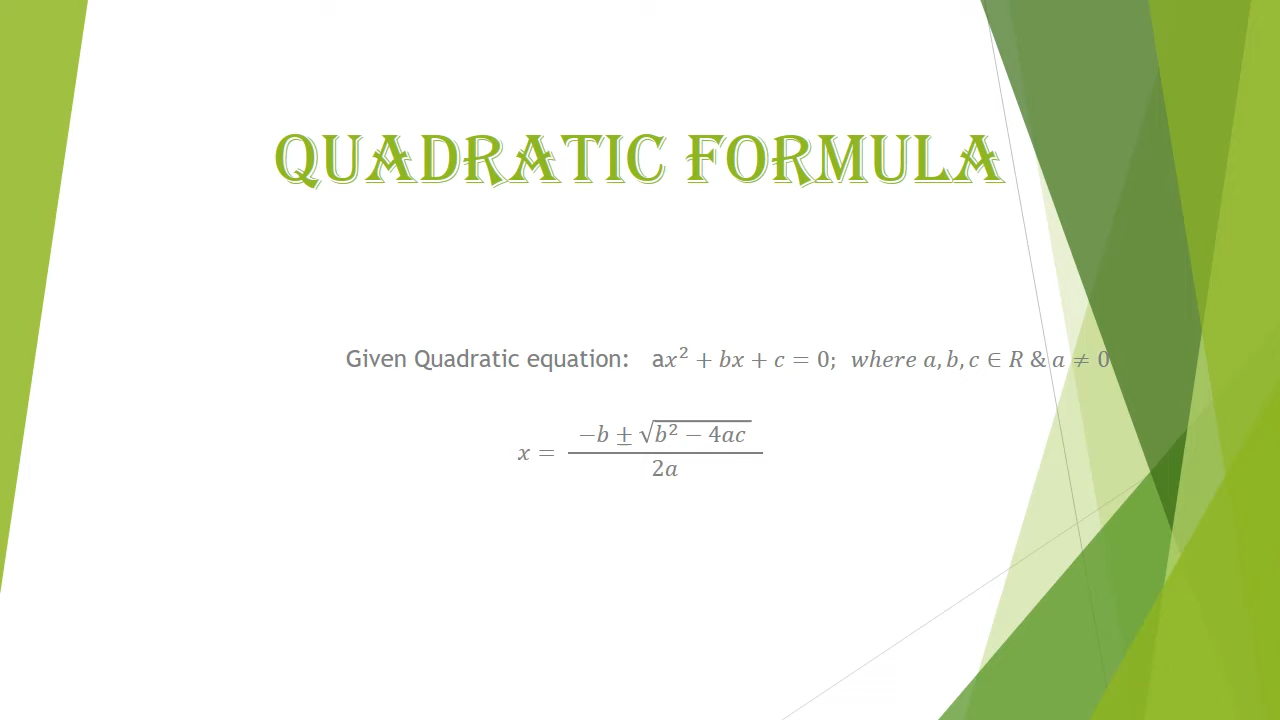 QUADRATIC FORMULA
Given Quadratic equation: ax² + bx + c = 0; where a, b, c ∈ R & a ≠ 0
x = (−b ± √(b² − 4ac)) / 2a